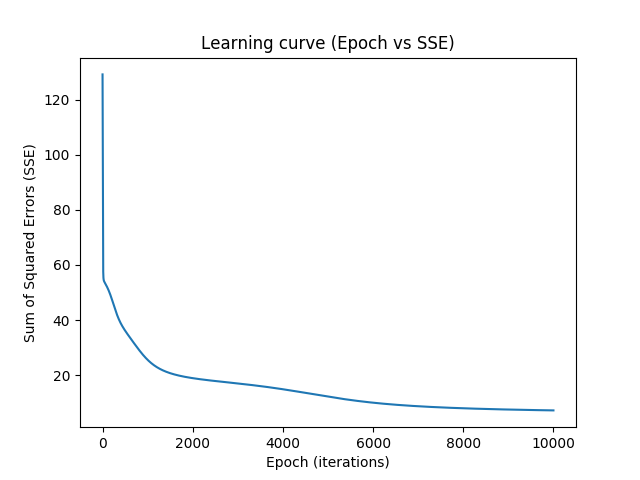 Learning curve (Epoch vs SSE)
Sum of Squared Errors (SSE)
120
100
80
60
40
20
0 2000 4000 6000 8000 10000
Epoch (iterations)